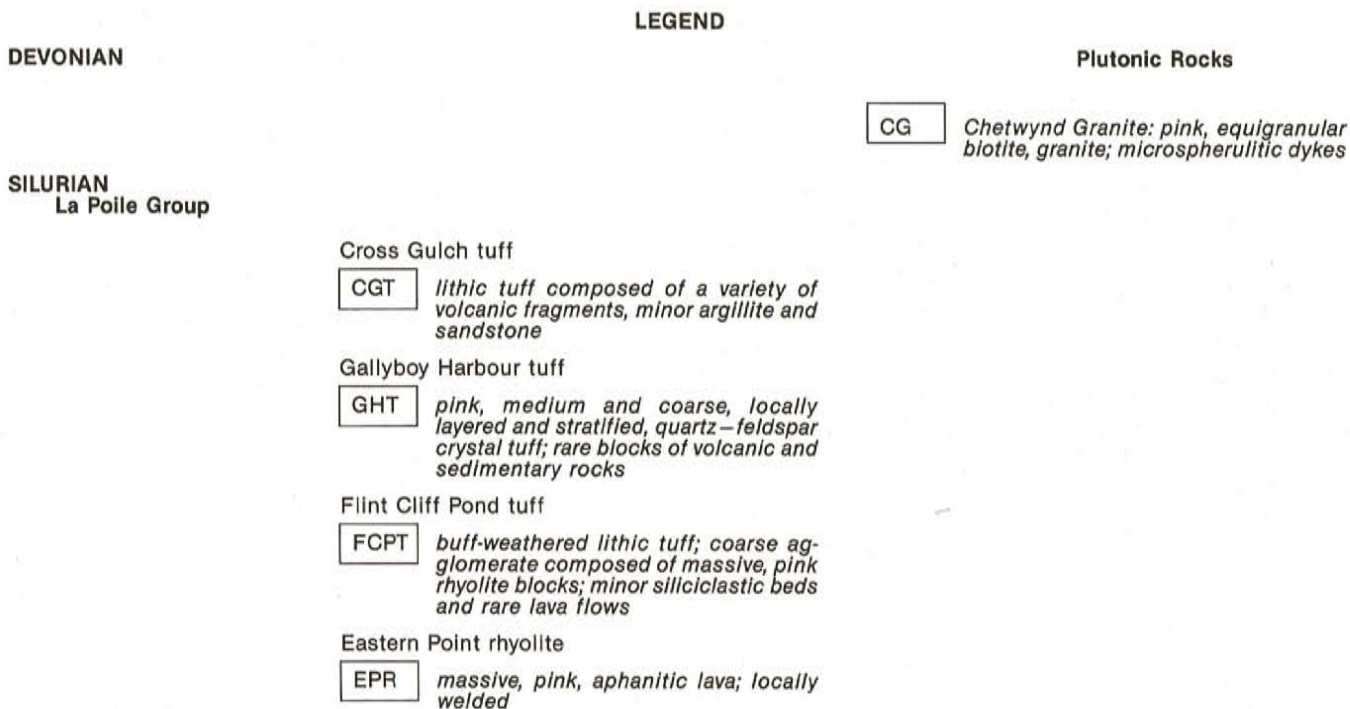 LEGEND
DEVONIAN
Plutonic Rocks
CG
Chetwynd Granite: pink, equigranular
biotite, granite; microspherulitic dykes
SILURIAN
La Poile Group
Cross Gulch tuff
CGT
lithic tuff composed of a variety of
volcanic fragments, minor argillite and
sandstone
Gallyboy Harbour tuff
GHT
pink, medium and coarse, locally
layered and stratified, quartz—feldspar
crystal tuff; rare blocks of volcanic and
sedimentary rocks
Flint Cliff Pond tuff
FCPT
buff-weathered lithic tuff; coarse ag-
glomerate composed of massive, pink
rhyolite blocks; minor siliciclastic beds
and rare lava flows
Eastern Point rhyolite
EPR
massive, pink, aphanitic lava; locally
welded